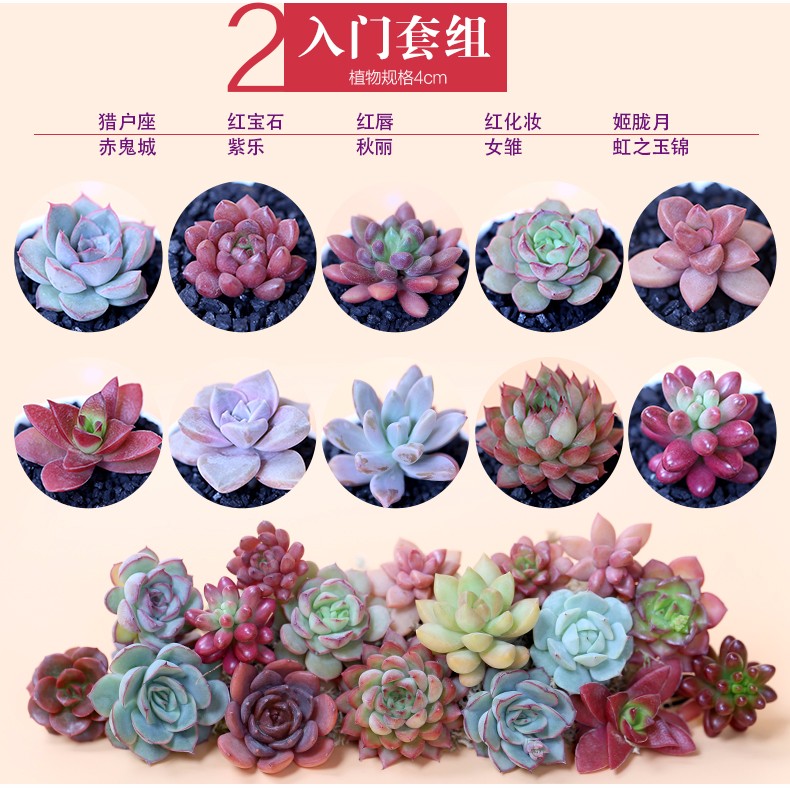 2 入门套组
植物规格4cm
猎户座 红宝石 红唇 红化妆 姬胧月
赤鬼城 紫乐 秋丽 女雏 虹之玉锦